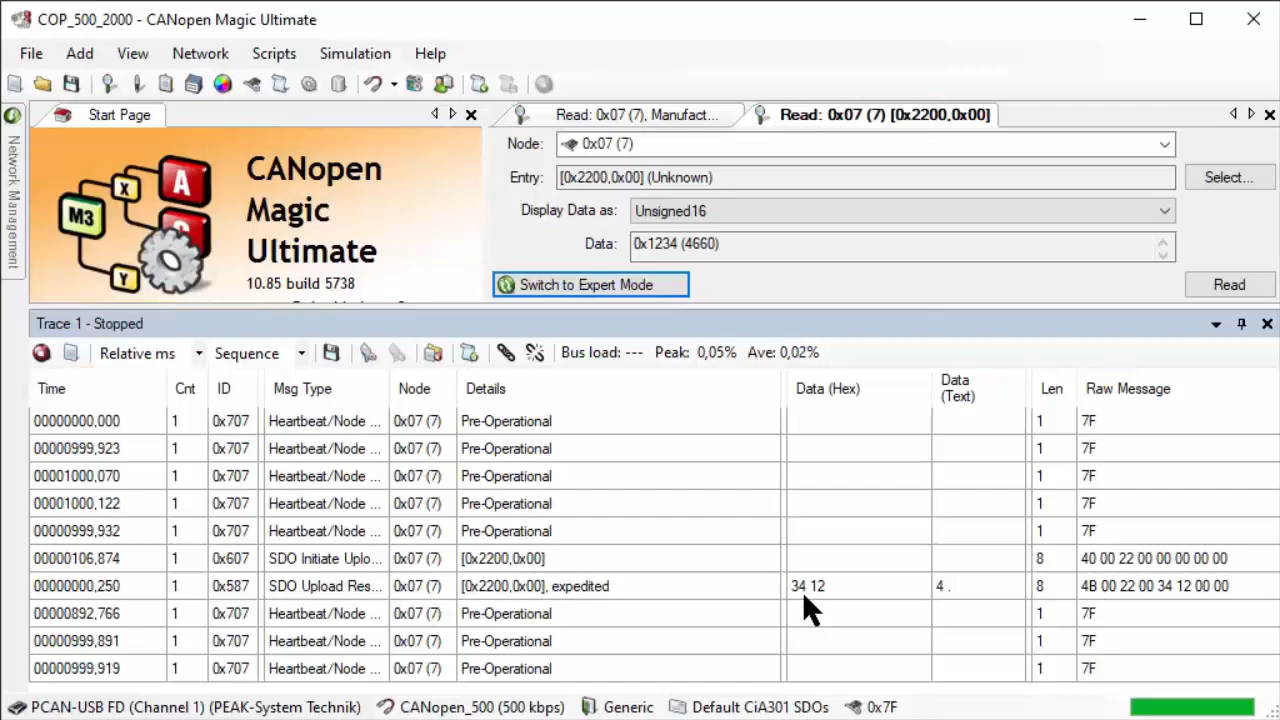 COP_500_2000 - CANopen Magic Ultimate
File Add View Network Scripts Simulation Help
Start Page
Read: 0x07 (7), Manufact...
Read: 0x07 (7) [0x2200,0x00]
Network Management
M3 X A Y
CANopen
Magic
Ultimate
10.85 build 5738
Node: 0x07 (7)
Entry: [0x2200,0x00] (Unknown) Select...
Display Data as: Unsigned16
Data: 0x1234 (4660)
Switch to Expert Mode Read
Trace 1 - Stopped
Relative ms Sequence Bus load: --- Peak: 0,05% Ave: 0,02%
Time Cnt ID Msg Type Node Details Data (Hex) Data (Text) Len Raw Message
00000000,000 1 0x707 Heartbeat/Node ... 0x07 (7) Pre-Operational 1 7F
00000999,923 1 0x707 Heartbeat/Node ... 0x07 (7) Pre-Operational 1 7F
00001000,070 1 0x707 Heartbeat/Node ... 0x07 (7) Pre-Operational 1 7F
00001000,122 1 0x707 Heartbeat/Node ... 0x07 (7) Pre-Operational 1 7F
00000999,932 1 0x707 Heartbeat/Node ... 0x07 (7) Pre-Operational 1 7F
00000106,874 1 0x607 SDO Initiate Uplo... 0x07 (7) [0x2200,0x00] 8 40 00 22 00 00 00 00 00
00000000,250 1 0x587 SDO Upload Res... 0x07 (7) [0x2200,0x00], expedited 34 12 4 . 8 4B 00 22 00 34 12 00 00
00000892,766 1 0x707 Heartbeat/Node ... 0x07 (7) Pre-Operational 1 7F
00000999,891 1 0x707 Heartbeat/Node ... 0x07 (7) Pre-Operational 1 7F
00000999,919 1 0x707 Heartbeat/Node ... 0x07 (7) Pre-Operational 1 7F
PCAN-USB FD (Channel 1) (PEAK-System Technik) CANopen_500 (500 kbps) Generic Default CiA301 SDOs 0x7F